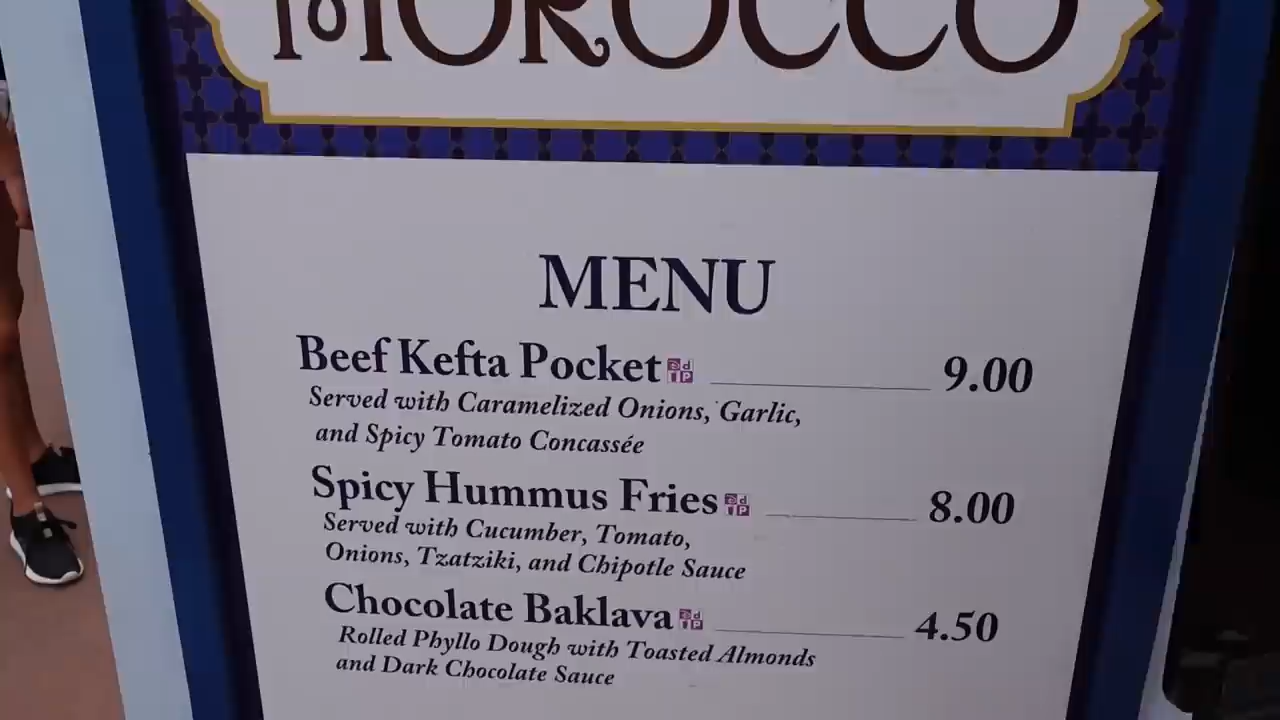 MOROCCO
MENU
Beef Kefta Pocket 9.00
Served with Caramelized Onions, Garlic,
and Spicy Tomato Concassée
Spicy Hummus Fries 8.00
Served with Cucumber, Tomato,
Onions, Tzatziki, and Chipotle Sauce
Chocolate Baklava 4.50
Rolled Phyllo Dough with Toasted Almonds
and Dark Chocolate Sauce